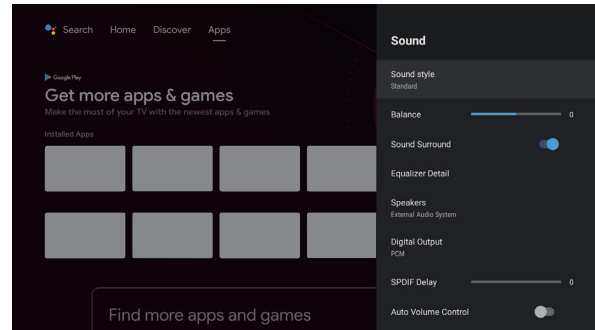 Search Home Discover Apps
Google Play
Get more apps & games
Make the most of your TV with the newest apps & games
Installed Apps
Find more apps and games
Sound
Sound style
Standard
Balance 0
Sound Surround
Equalizer Detail
Speakers
External Audio System
Digital Output
PCM
SPDIF Delay 0
Auto Volume Control